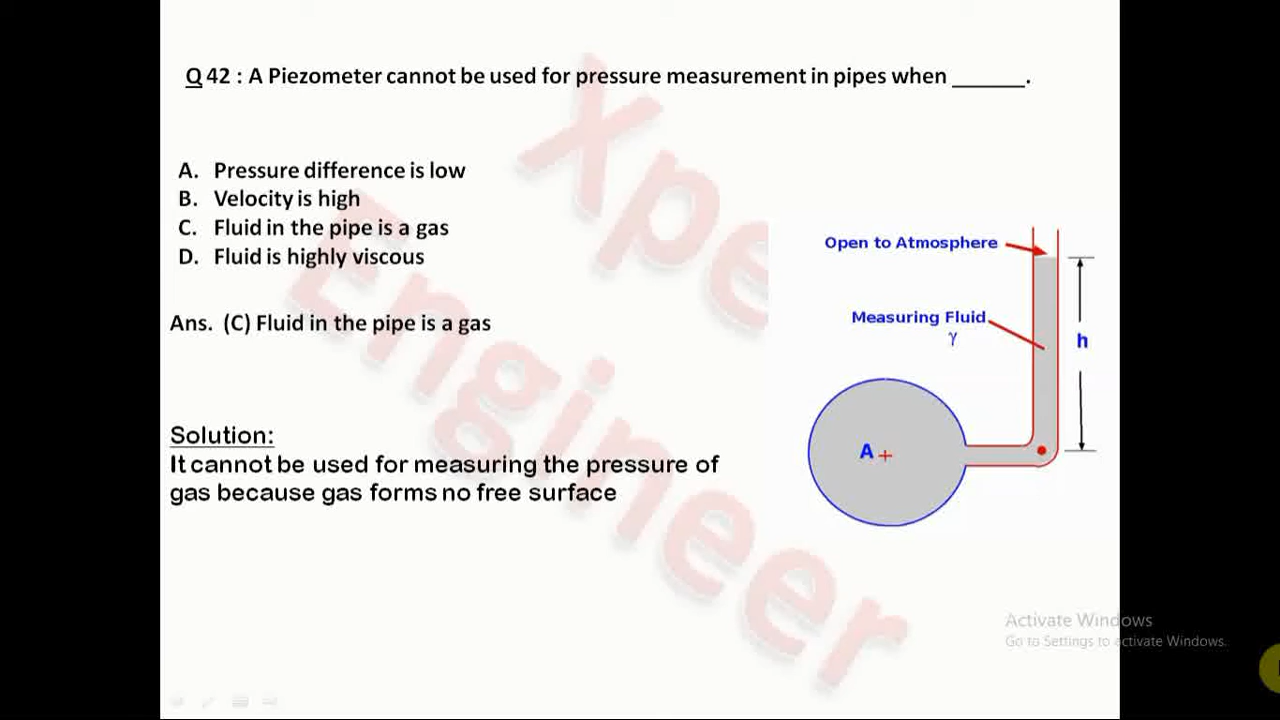 Q 42 : A Piezometer cannot be used for pressure measurement in pipes when ______.
A. Pressure difference is low
B. Velocity is high
C. Fluid in the pipe is a gas
D. Fluid is highly viscous
Ans. (C) Fluid in the pipe is a gas
Solution:
It cannot be used for measuring the pressure of
gas because gas forms no free surface
Open to Atmosphere
Measuring Fluid
γ
h
A +
Xpe
Engineer
Activate Windows
Go to Settings to activate Windows.